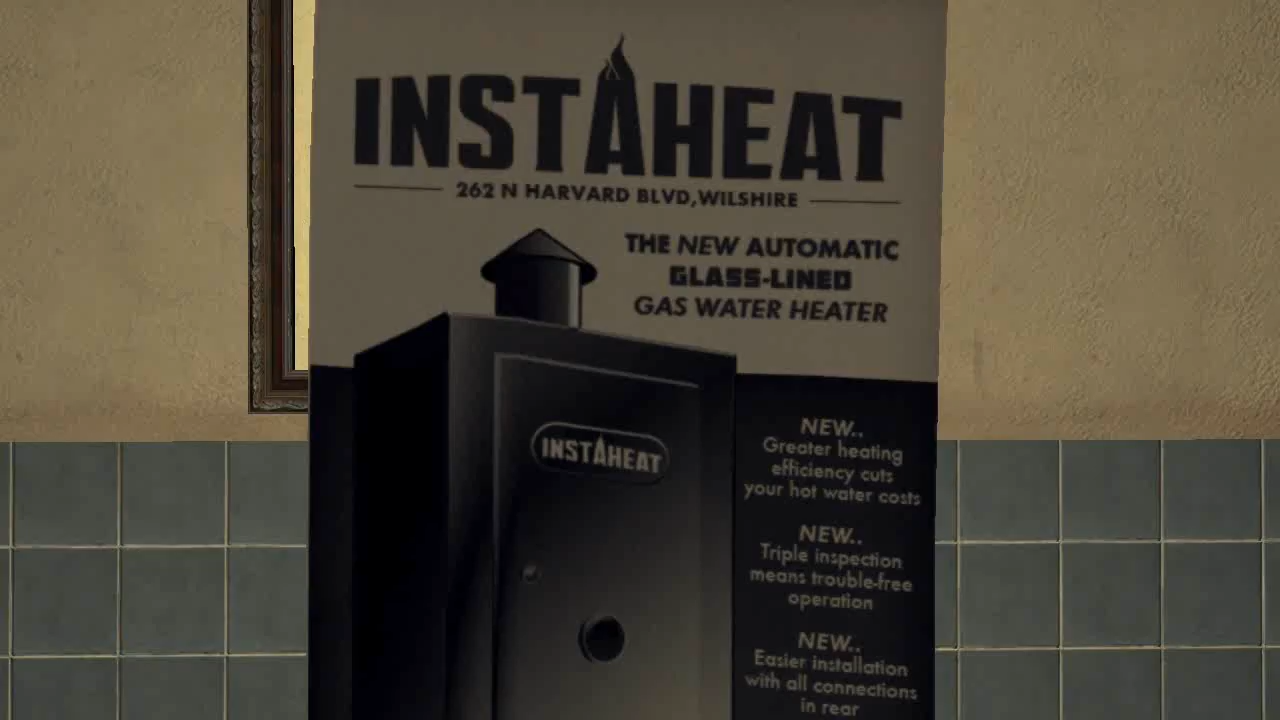 INSTAHEAT
262 N HARVARD BLVD,WILSHIRE
THE NEW AUTOMATIC
GLASS-LINED
GAS WATER HEATER
INSTAHEAT
NEW..
Greater heating
efficiency cuts
your hot water costs
NEW..
Triple inspection
means trouble-free
operation
NEW..
Easier installation
with all connections
in rear